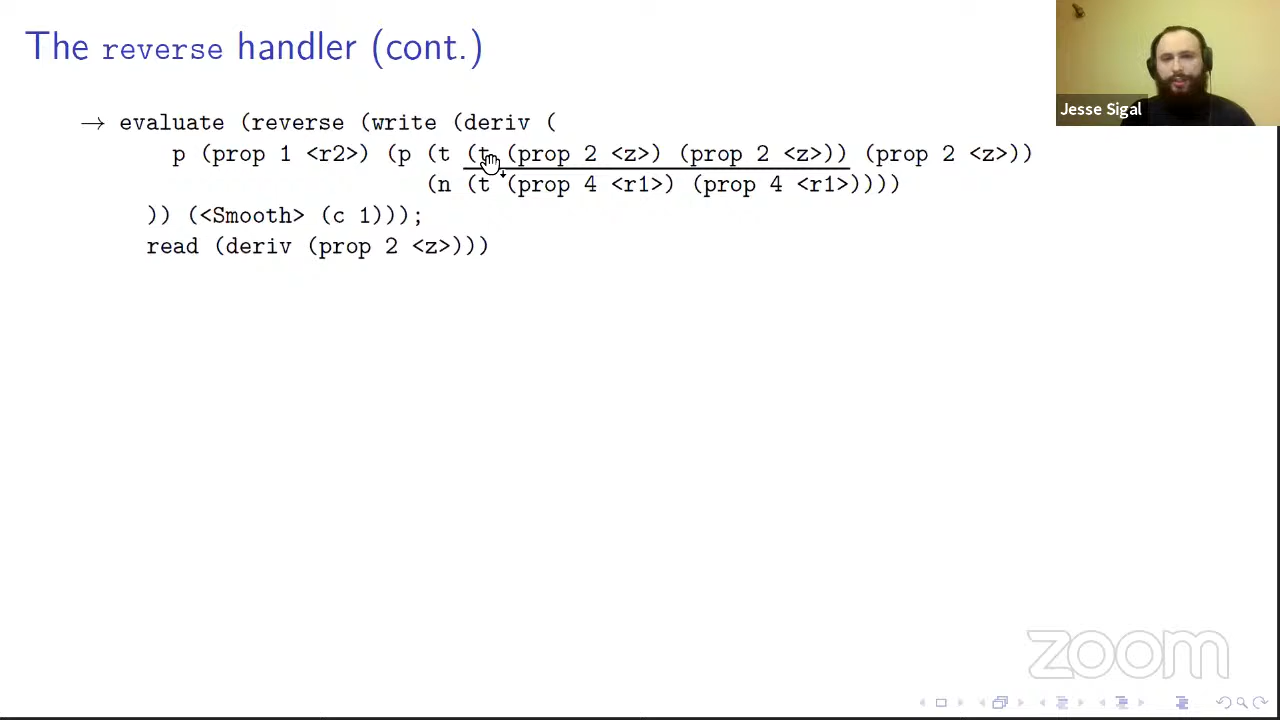 The reverse handler (cont.)
Jesse Sigal
→ evaluate (reverse (write (deriv (
p (prop 1 <r2>) (p (t (t (prop 2 <z>) (prop 2 <z>)) (prop 2 <z>))
(n (t (prop 4 <r1>) (prop 4 <r1>))))
)) (<Smooth> (c 1)));
read (deriv (prop 2 <z>)))
zoom